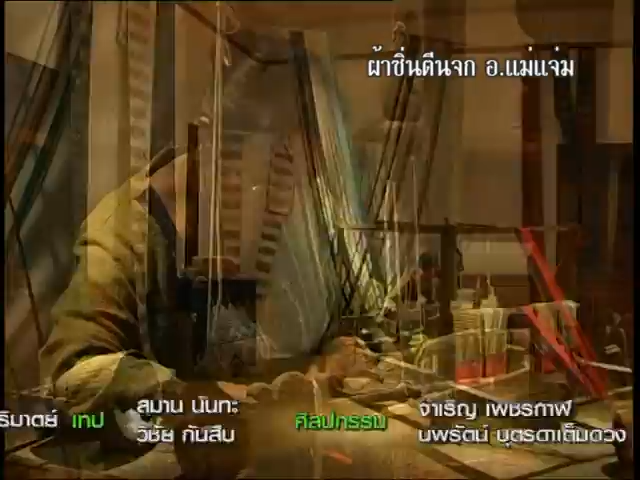 ผ้าซิ่นตีนจก อ.แม่แจ่ม
สมาน นันทะ
จำเริญ เพชรกาฬ
ธิมาตย์ เทป
ศิลปกรรม
วิชัย กันสืบ
นพรัตน์ บุตรดาเต็มดวง